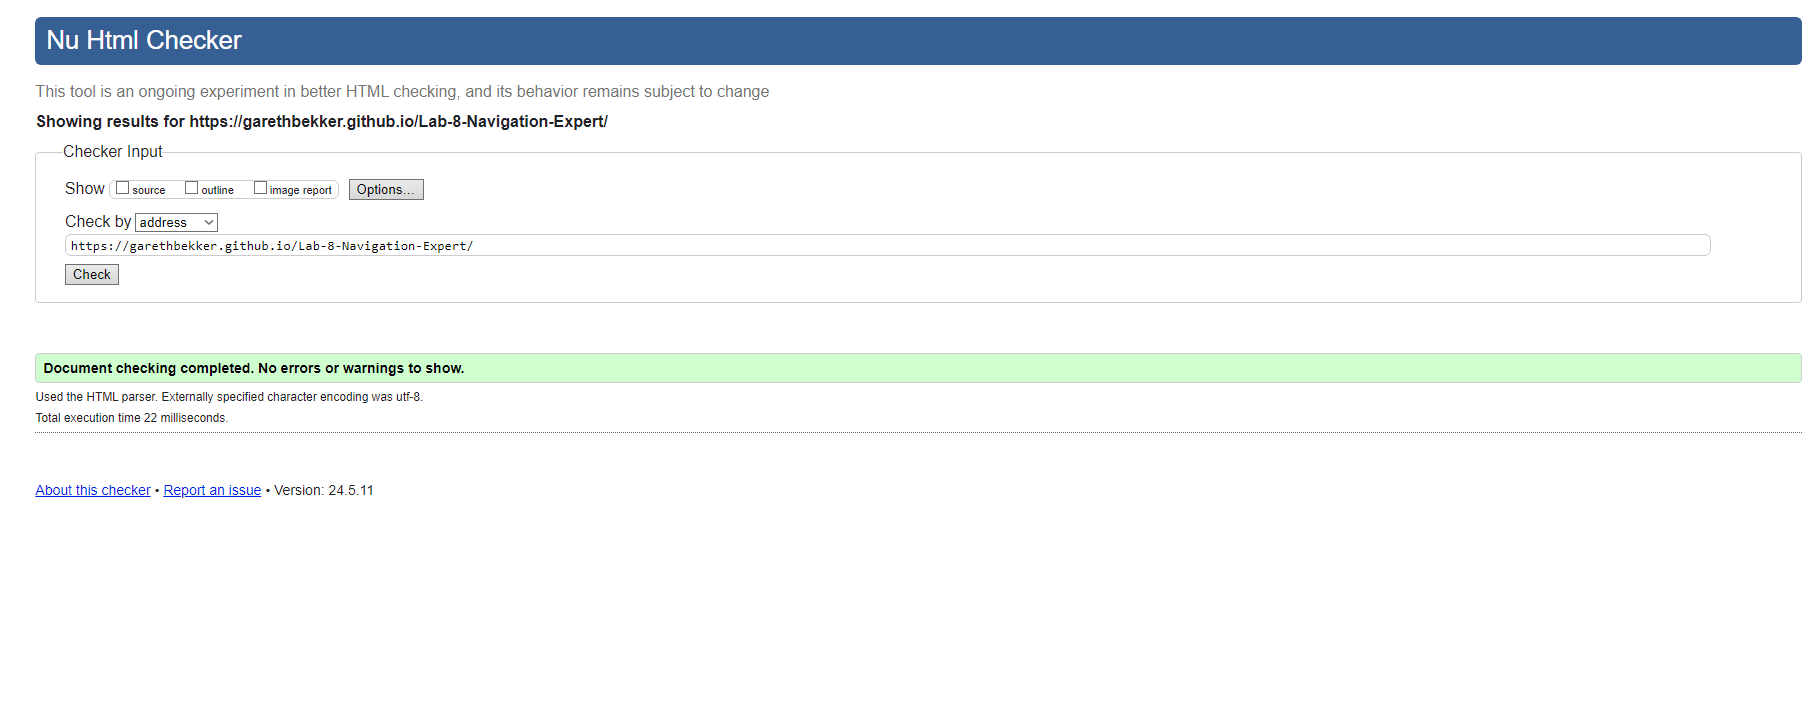 Nu Html Checker
This tool is an ongoing experiment in better HTML checking, and its behavior remains subject to change
Showing results for https://garethbekker.github.io/Lab-8-Navigation-Expert/
Checker Input
Show source outline image report Options...
Check by address
https://garethbekker.github.io/Lab-8-Navigation-Expert/
Check
Document checking completed. No errors or warnings to show.
Used the HTML parser. Externally specified character encoding was utf-8.
Total execution time 22 milliseconds.
About this checker • Report an issue • Version: 24.5.11